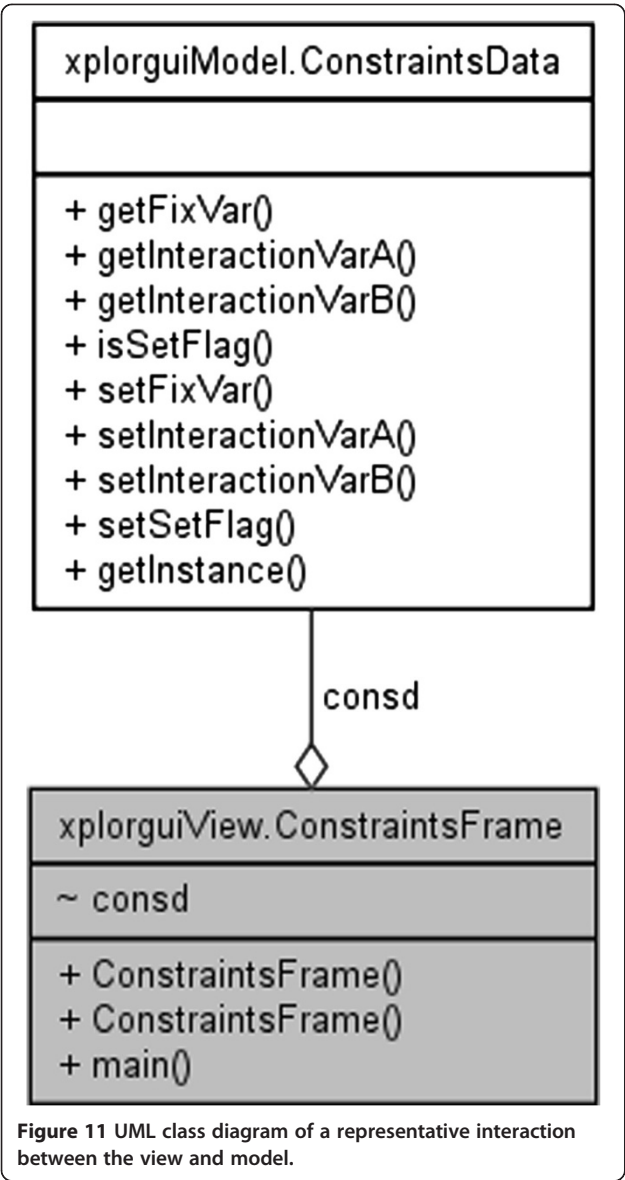 xplorguiModel.ConstraintsData
+ getFixVar()
+ getInteractionVarA()
+ getInteractionVarB()
+ isSetFlag()
+ setFixVar()
+ setInteractionVarA()
+ setInteractionVarB()
+ setSetFlag()
+ getInstance()
consd
xplorguiView.ConstraintsFrame
~ consd
+ ConstraintsFrame()
+ ConstraintsFrame()
+ main()
Figure 11 UML class diagram of a representative interaction
between the view and model.